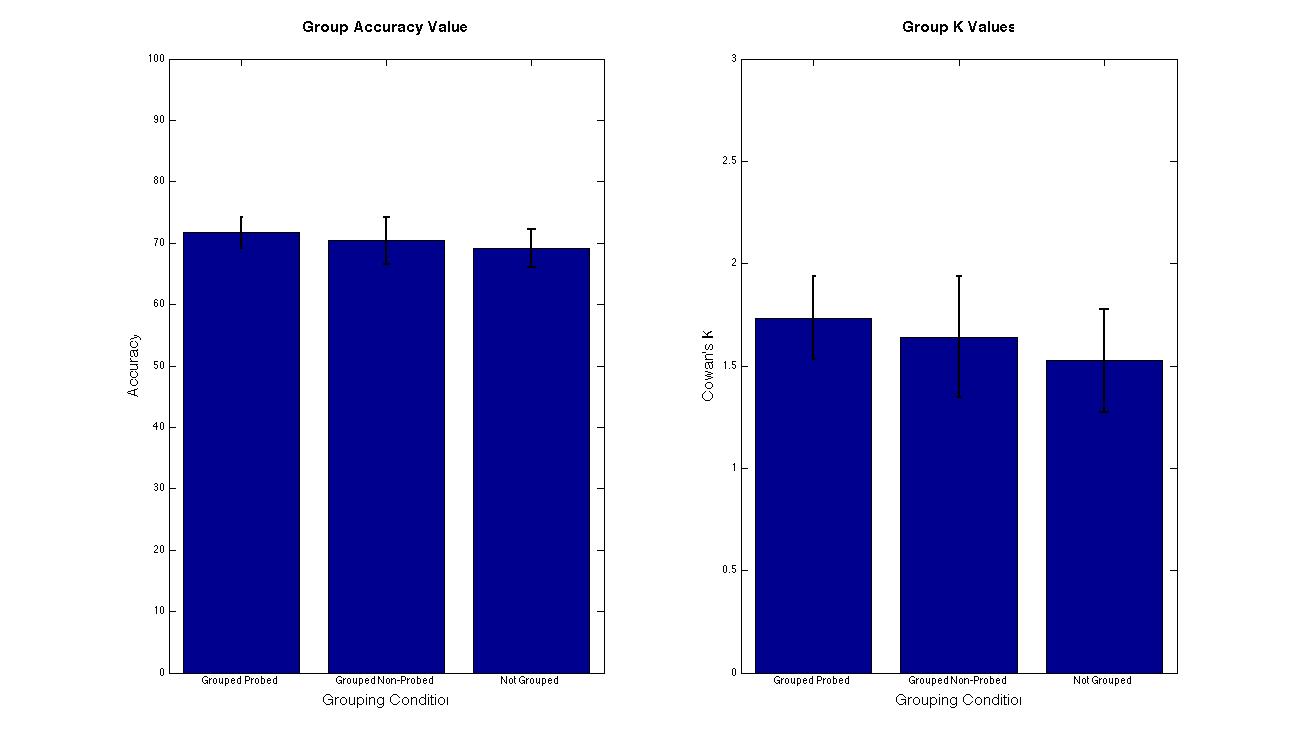 Group Accuracy Value
100
90
80
70
60
50
40
30
20
10
0
Accuracy
Grouped Probed Grouped Non-Probed Not Grouped
Grouping Condition
Group K Values
3
2.5
2
1.5
1
0.5
0
Cowan's K
Grouped Probed Grouped Non-Probed Not Grouped
Grouping Condition